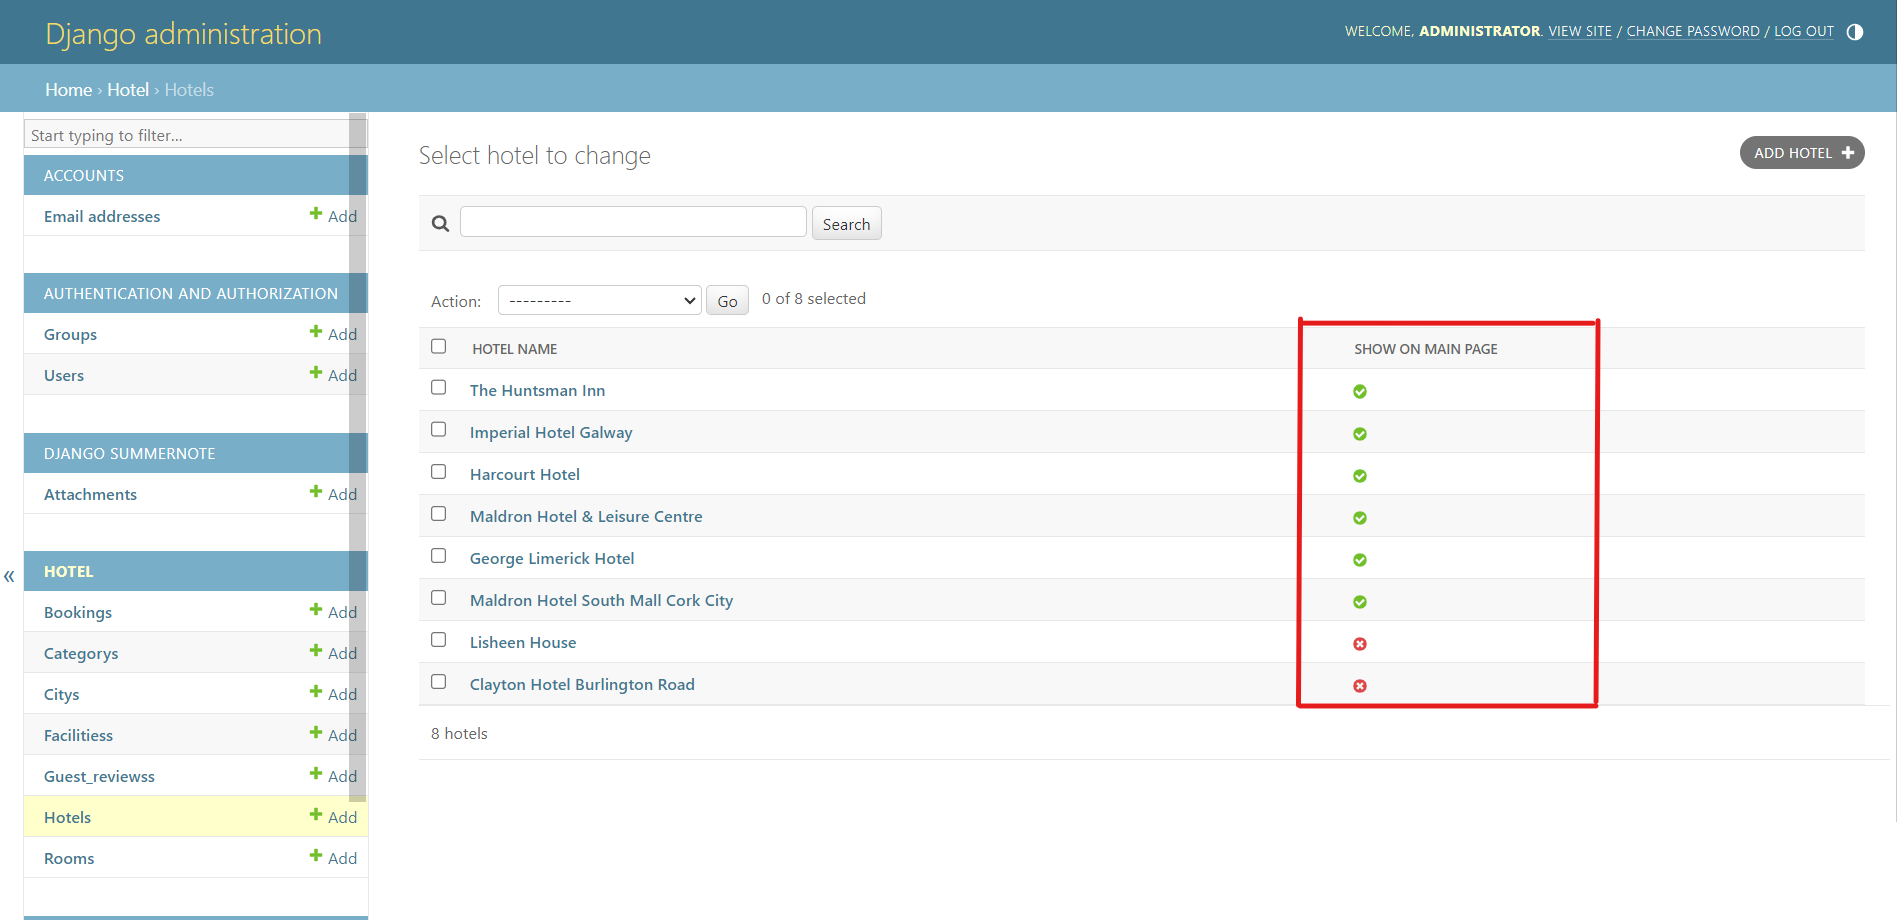 Django administration
WELCOME, ADMINISTRATOR. VIEW SITE / CHANGE PASSWORD / LOG OUT
Home › Hotel › Hotels
Start typing to filter...
ACCOUNTS
Email addresses + Add
AUTHENTICATION AND AUTHORIZATION
Groups + Add
Users + Add
DJANGO SUMMERNOTE
Attachments + Add
«
HOTEL
Bookings + Add
Categorys + Add
Citys + Add
Facilitiess + Add
Guest_reviewss + Add
Hotels + Add
Rooms + Add
Select hotel to change
ADD HOTEL +
Search
Action: --------- Go 0 of 8 selected
HOTEL NAME SHOW ON MAIN PAGE
The Huntsman Inn
Imperial Hotel Galway
Harcourt Hotel
Maldron Hotel & Leisure Centre
George Limerick Hotel
Maldron Hotel South Mall Cork City
Lisheen House
Clayton Hotel Burlington Road
8 hotels